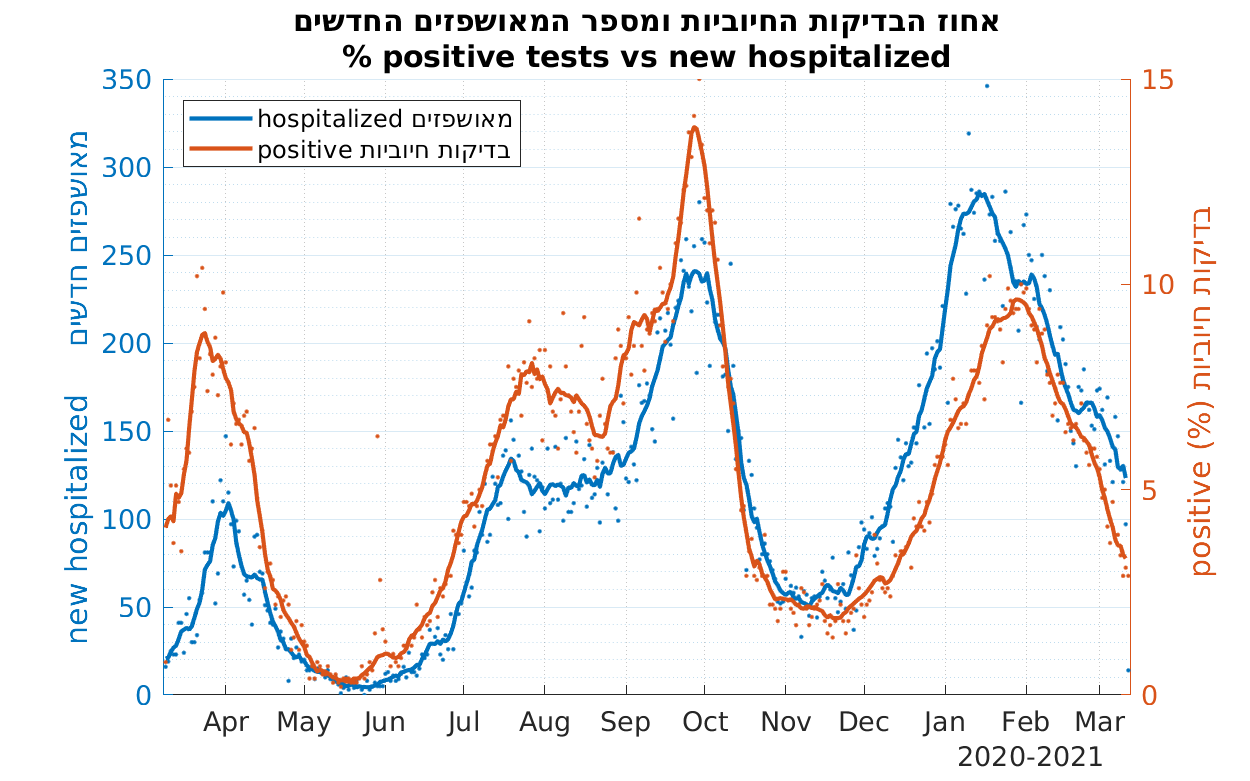 אחוז הבדיקות החיוביות ומספר המאושפזים החדשים
% positive tests vs new hospitalized
350
300
250
200
150
100
50
0
new hospitalized מאושפזים חדשים
hospitalized מאושפזים
positive בדיקות חיוביות
15
10
5
0
positive (%) בדיקות חיוביות
Apr May Jun Jul Aug Sep Oct Nov Dec Jan Feb Mar
2020-2021